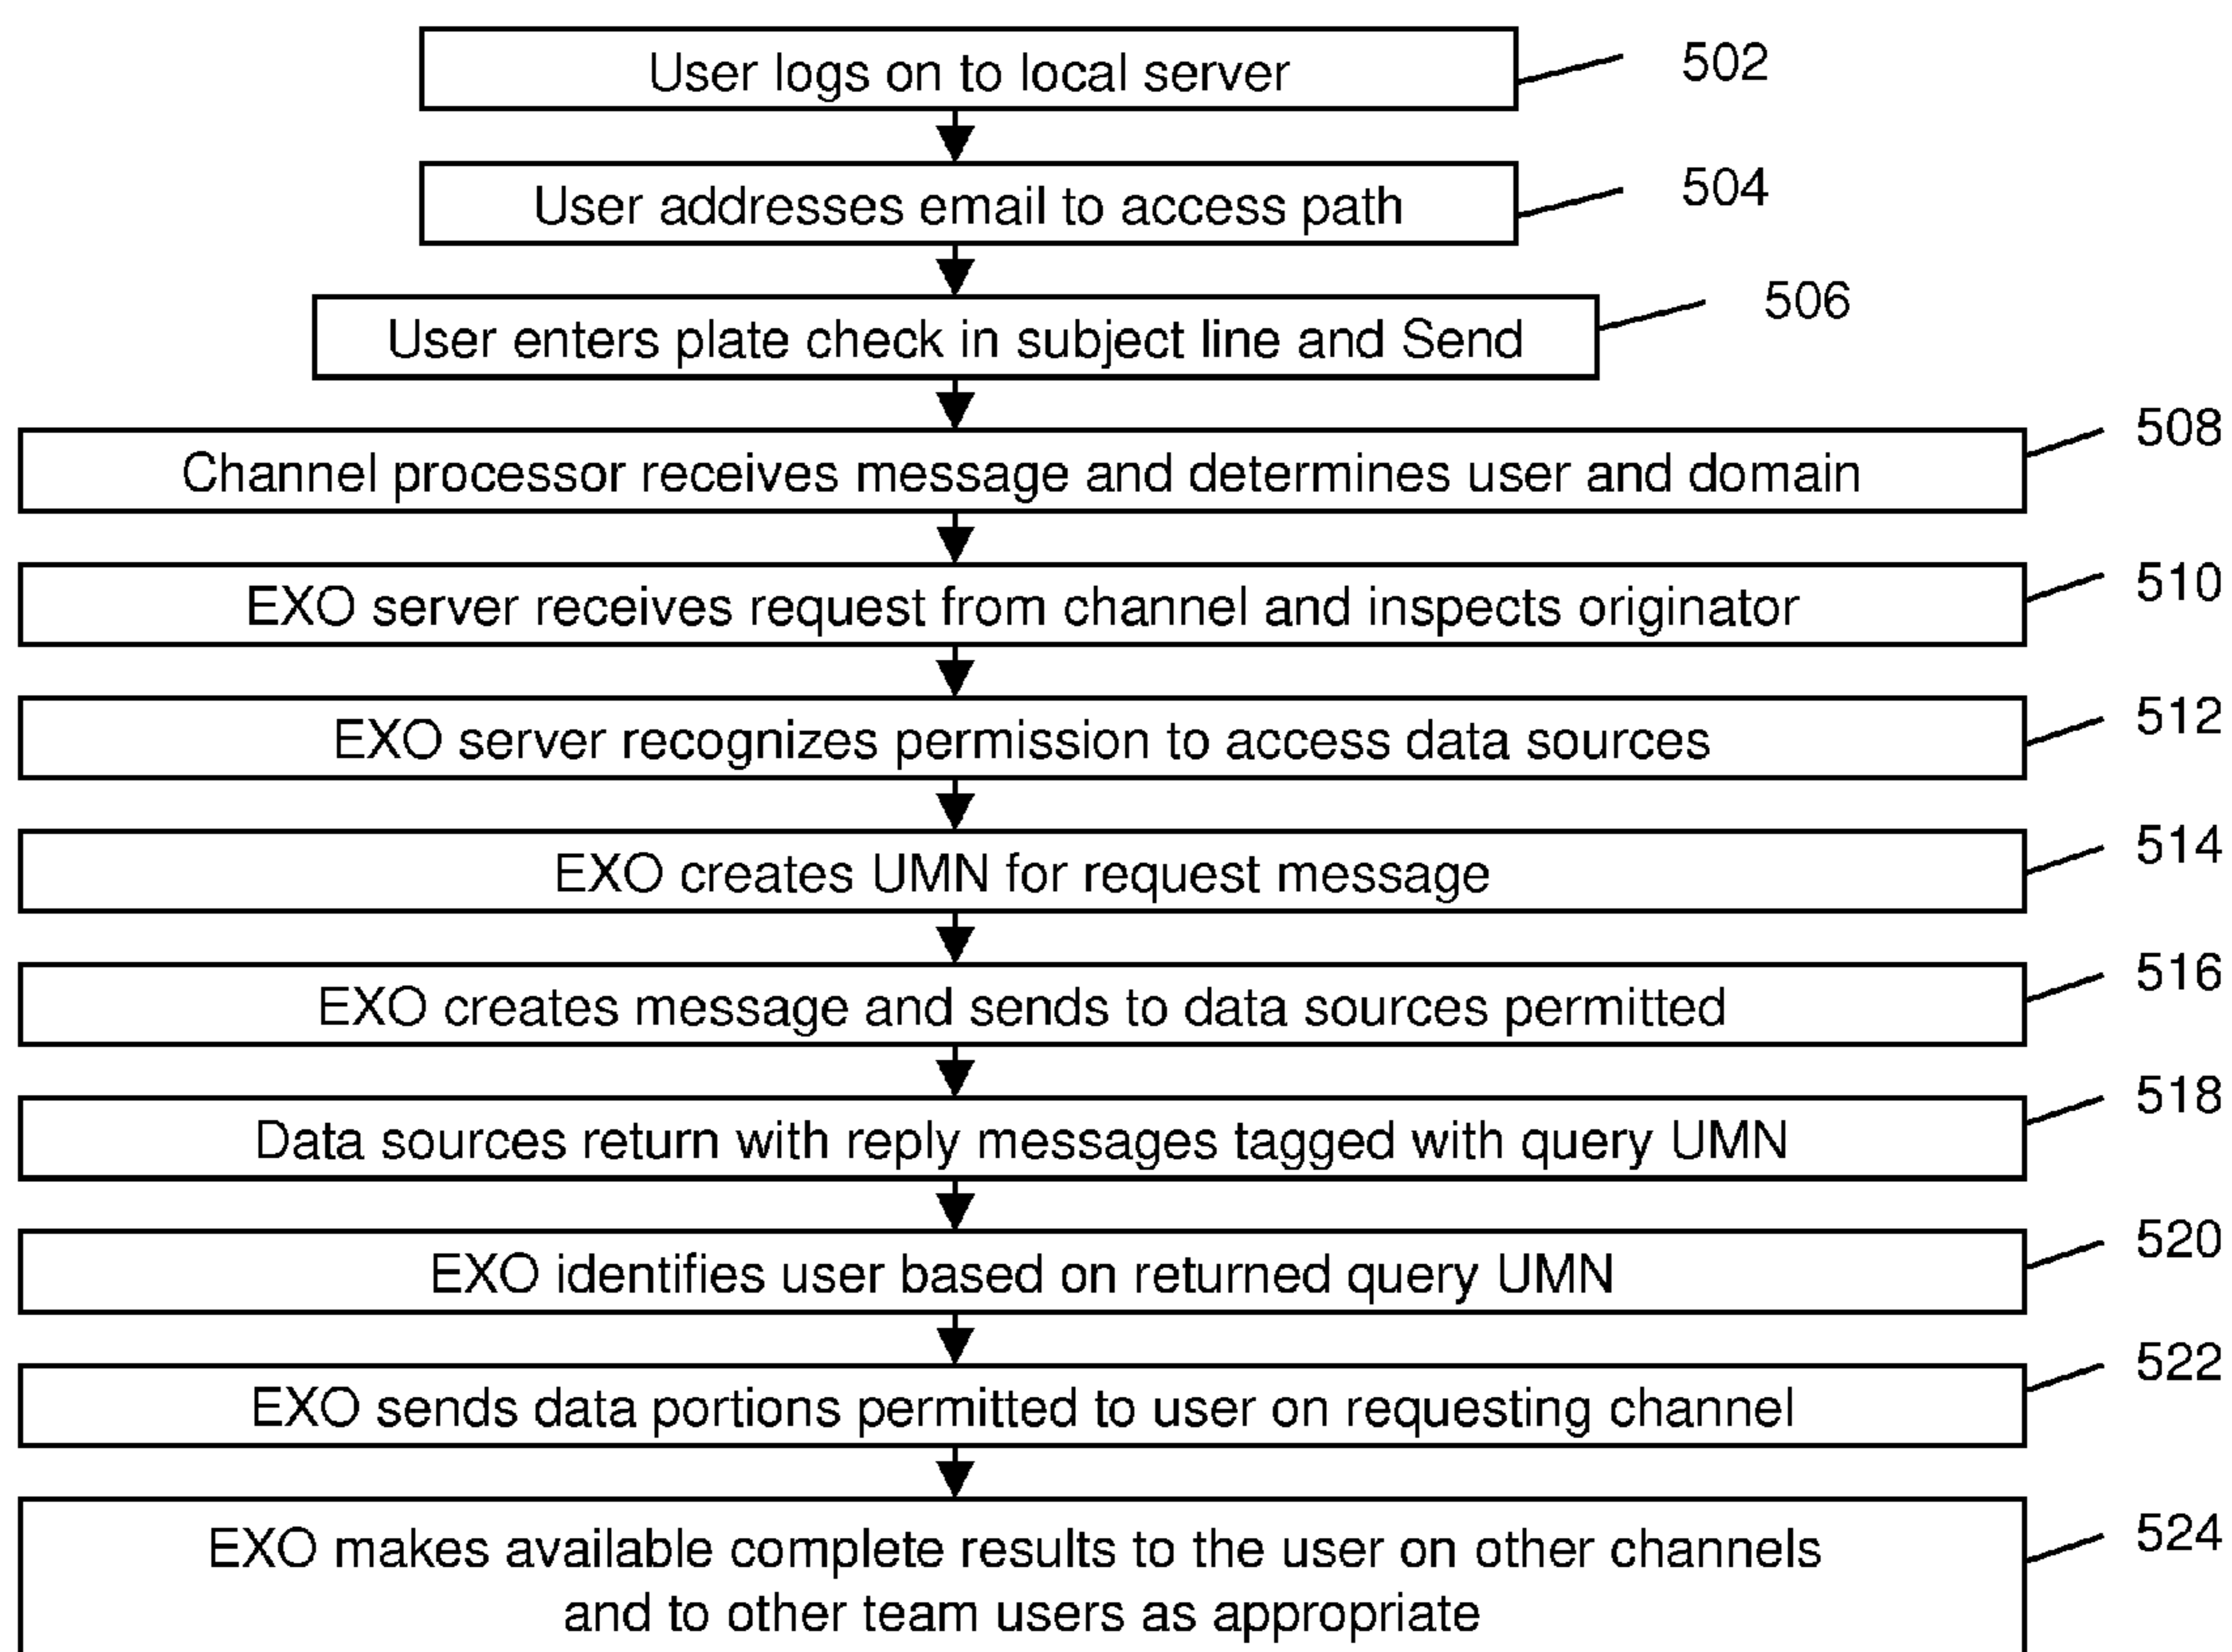 User logs on to local server
502
User addresses email to access path
504
User enters plate check in subject line and Send
506
Channel processor receives message and determines user and domain
508
EXO server receives request from channel and inspects originator
510
EXO server recognizes permission to access data sources
512
EXO creates UMN for request message
514
EXO creates message and sends to data sources permitted
516
Data sources return with reply messages tagged with query UMN
518
EXO identifies user based on returned query UMN
520
EXO sends data portions permitted to user on requesting channel
522
EXO makes available complete results to the user on other channels
and to other team users as appropriate
524